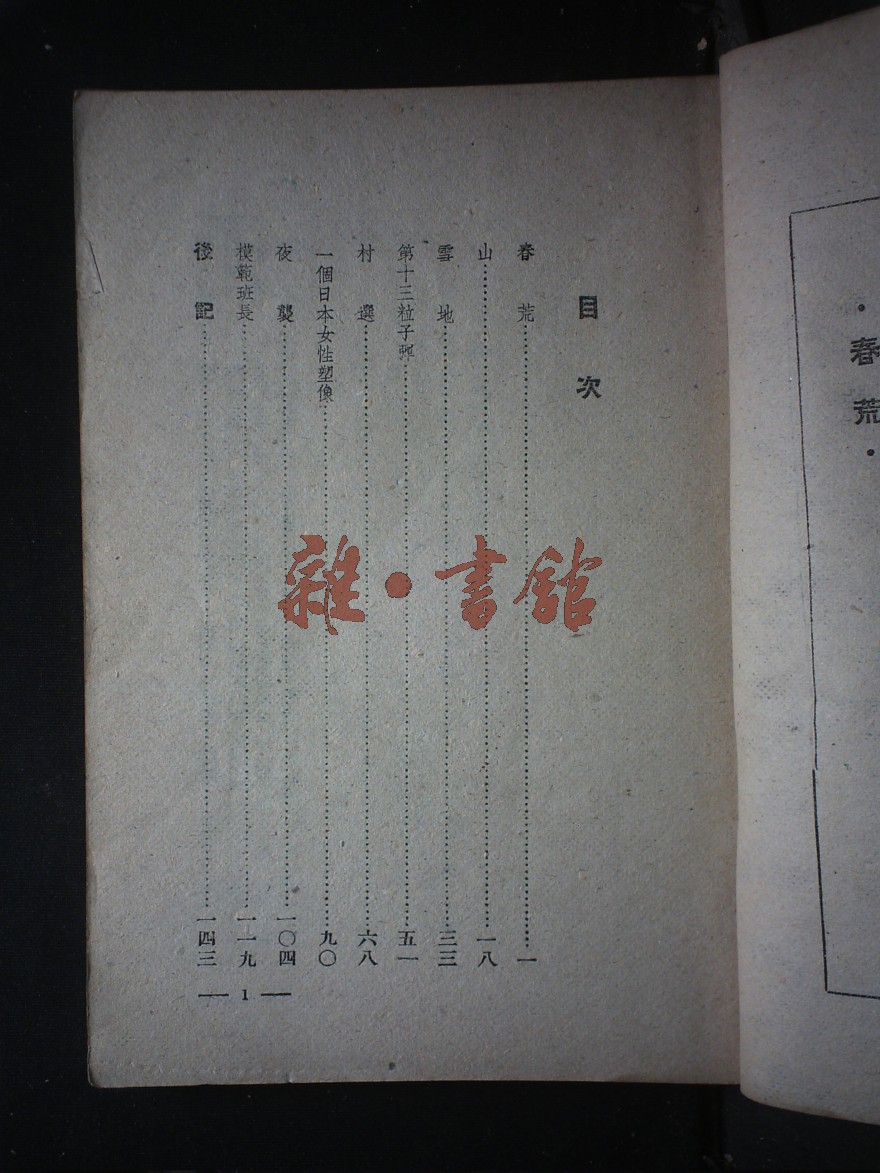 ·春荒·
目次
春荒……一
山……一八
雪地……三三
第十三粒子彈……五一
村選……六八
一個日本女性塑像……九〇
夜襲……一〇四
模範班長……一一九
後記……一四三
— 1 —
雜·書館